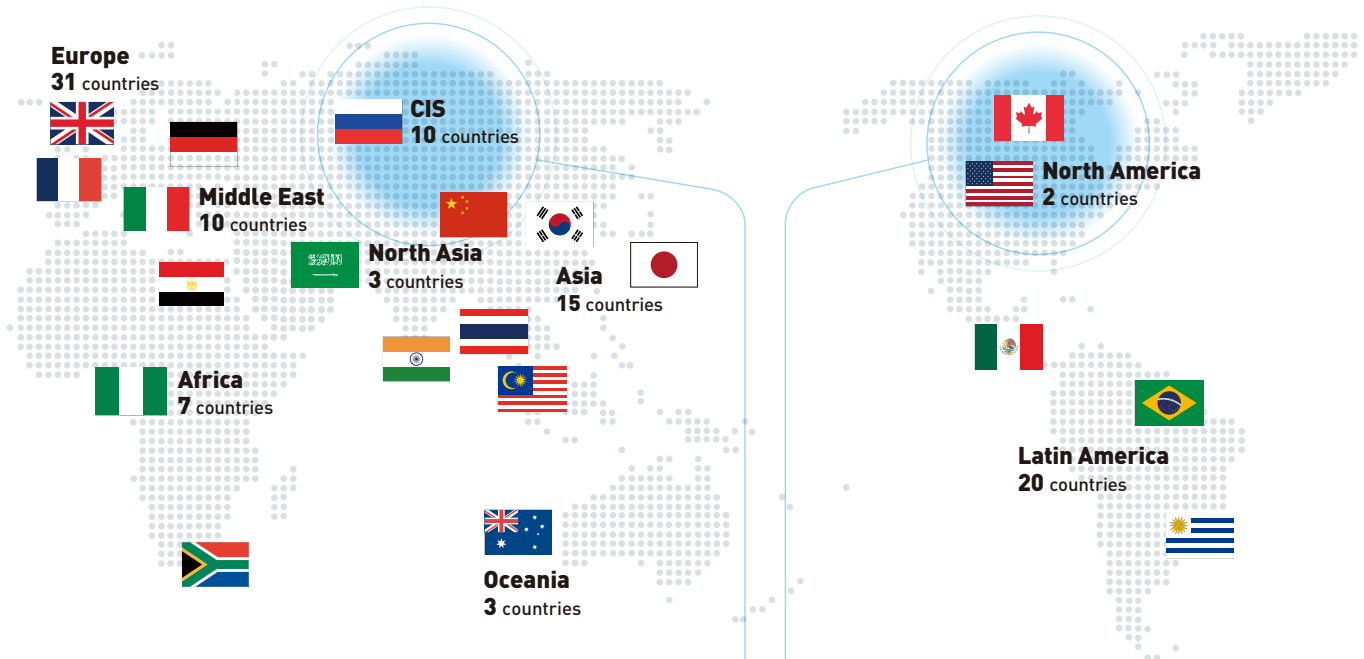 Europe
31 countries
CIS
10 countries
North America
2 countries
Middle East
10 countries
North Asia
3 countries
Asia
15 countries
Africa
7 countries
Latin America
20 countries
Oceania
3 countries